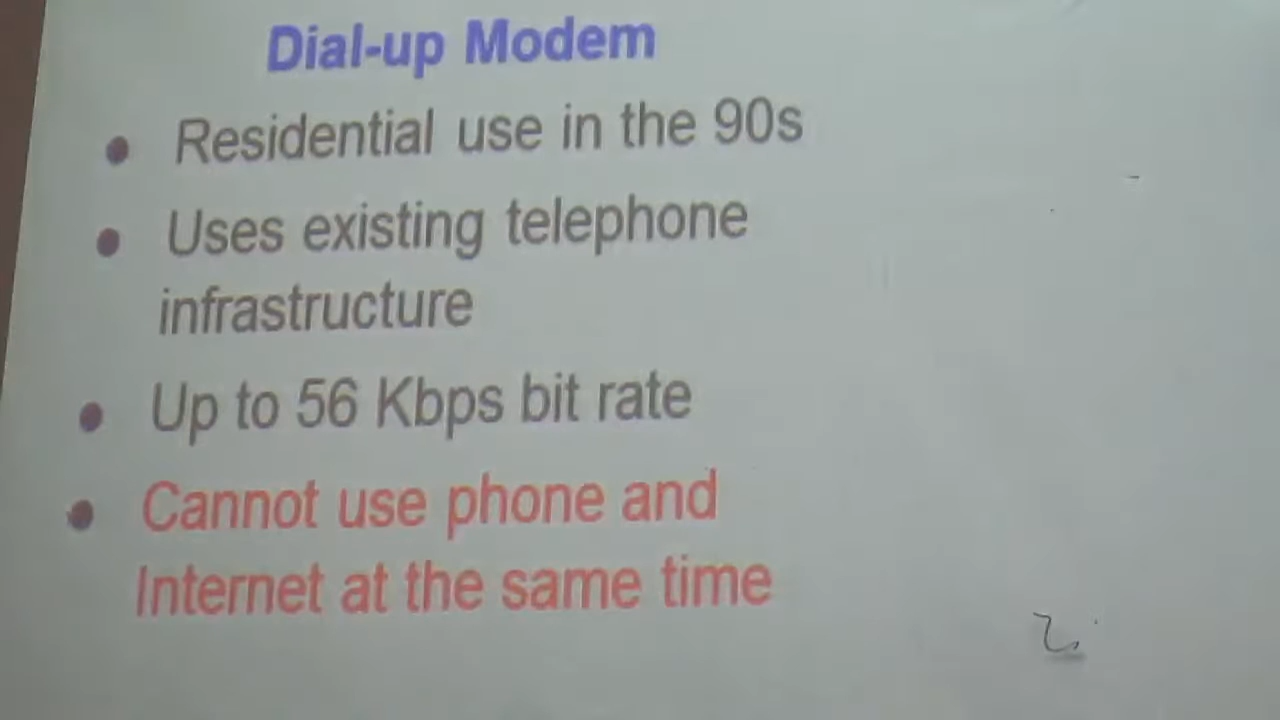 Dial-up Modem
• Residential use in the 90s
• Uses existing telephone
infrastructure
• Up to 56 Kbps bit rate
• Cannot use phone and
Internet at the same time